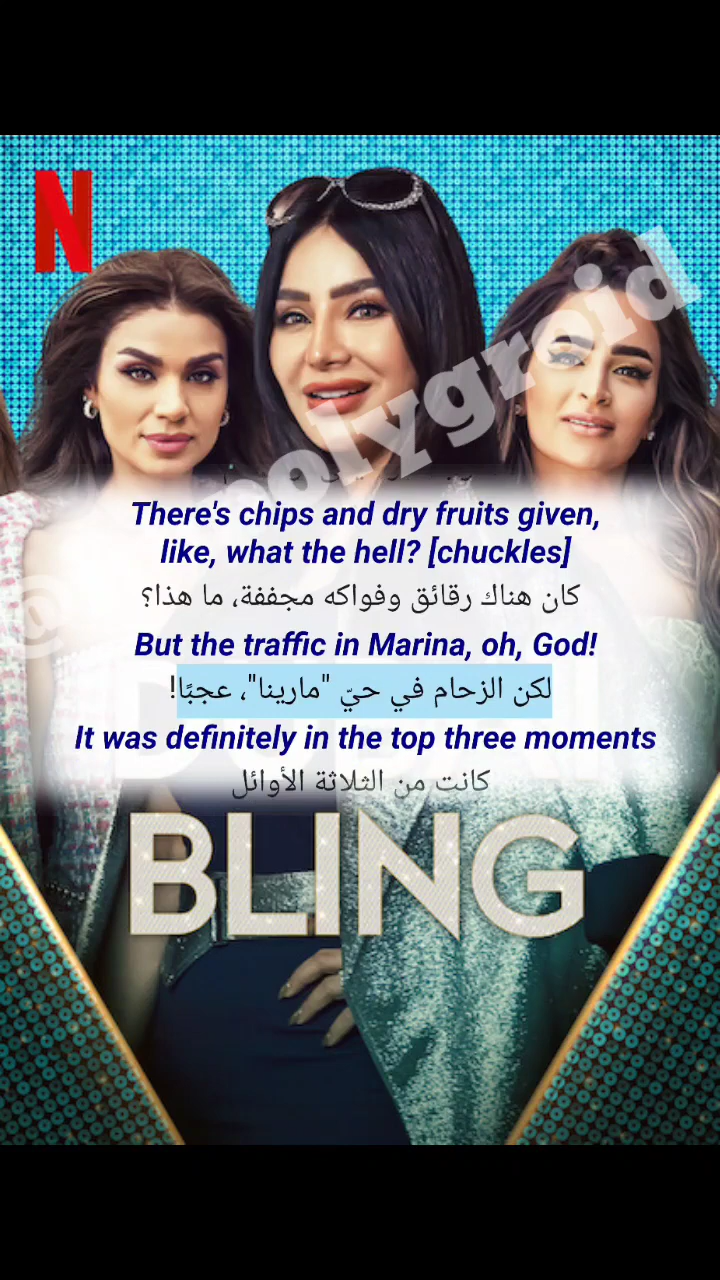 N
@polygroid
There's chips and dry fruits given,
like, what the hell? [chuckles]
كان هناك رقائق وفواكه مجففة، ما هذا؟
But the traffic in Marina, oh, God!
لكن الزحام في حيّ "مارينا"، عجبًا!
It was definitely in the top three moments
كانت من الثلاثة الأوائل
BLING